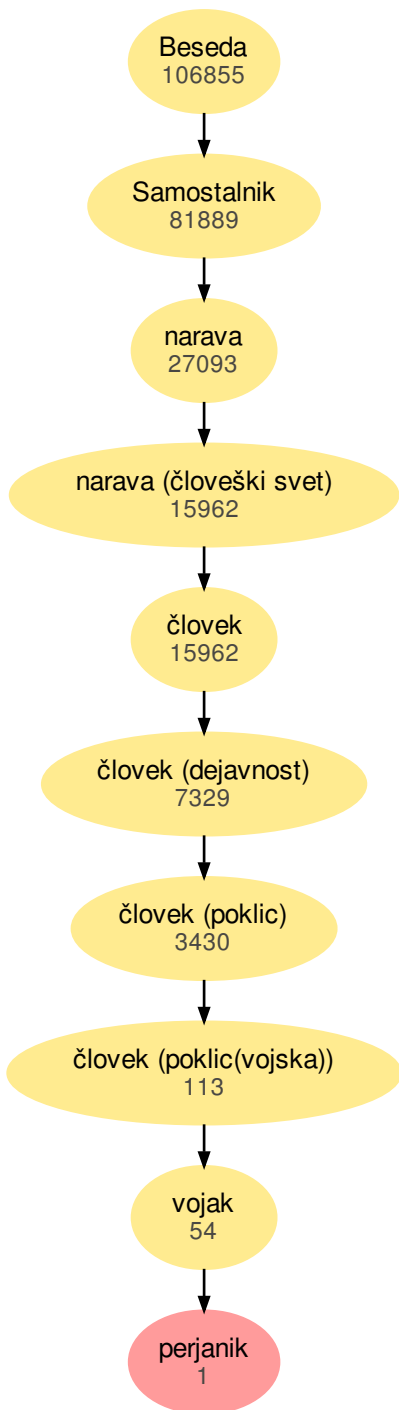 Beseda
106855
Samostalnik
81889
narava
27093
narava (človeški svet)
15962
človek
15962
človek (dejavnost)
7329
človek (poklic)
3430
človek (poklic(vojska))
113
vojak
54
perjanik
1